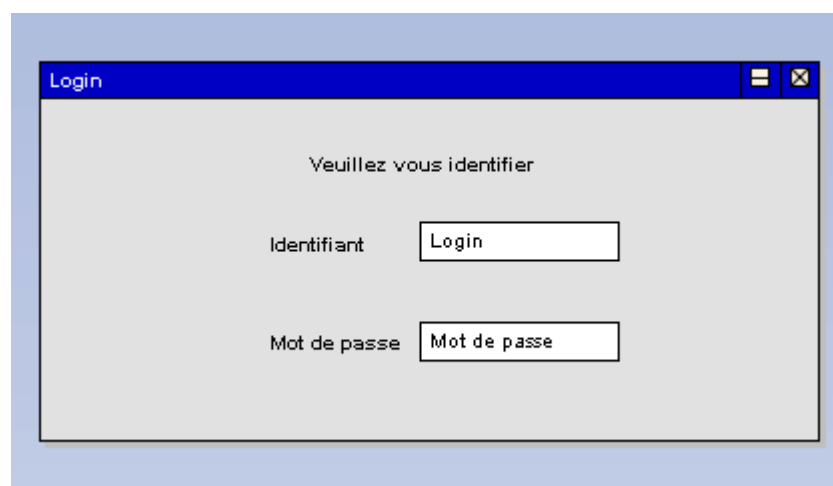 Login
Veuillez vous identifier
Identifiant Login
Mot de passe Mot de passe